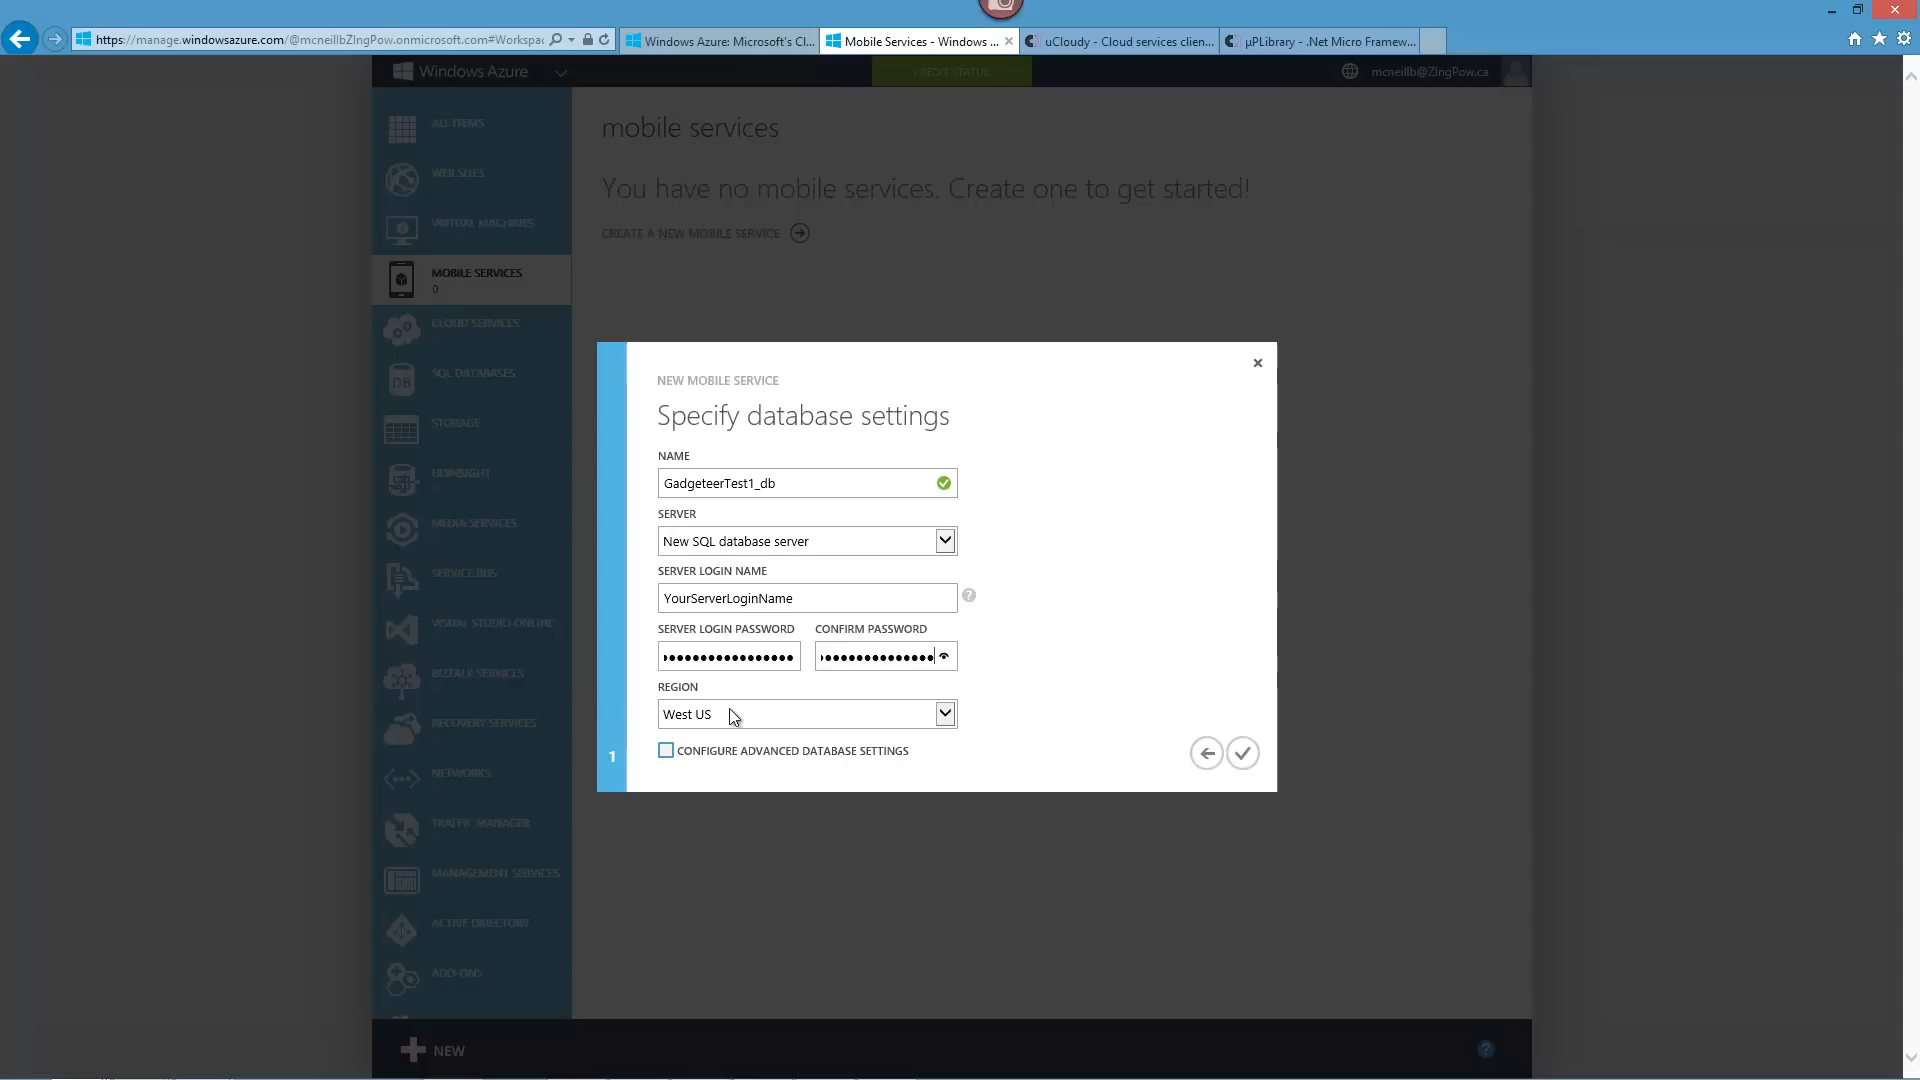 https://manage.windowsazure.com/@mcneillbZIngPow.onmicrosoft.com#Workspac
Windows Azure: Microsoft's Cl...
Mobile Services - Windows ...
uCloudy - Cloud services clien...
µPLibrary - .Net Micro Framew...
Windows Azure
CREDIT STATUS
mcneillb@ZIngPow.ca
ALL ITEMS
WEB SITES
VIRTUAL MACHINES
MOBILE SERVICES
0
CLOUD SERVICES
SQL DATABASES
DB
STORAGE
HDINSIGHT
MEDIA SERVICES
SERVICE BUS
VISUAL STUDIO ONLINE
BIZTALK SERVICES
RECOVERY SERVICES
NETWORKS
TRAFFIC MANAGER
MANAGEMENT SERVICES
ACTIVE DIRECTORY
ADD-ONS
NEW
mobile services
You have no mobile services. Create one to get started!
CREATE A NEW MOBILE SERVICE
NEW MOBILE SERVICE
Specify database settings
NAME
GadgeteerTest1_db
SERVER
New SQL database server
SERVER LOGIN NAME
YourServerLoginName
?
SERVER LOGIN PASSWORD
CONFIRM PASSWORD
REGION
West US
CONFIGURE ADVANCED DATABASE SETTINGS
1
?